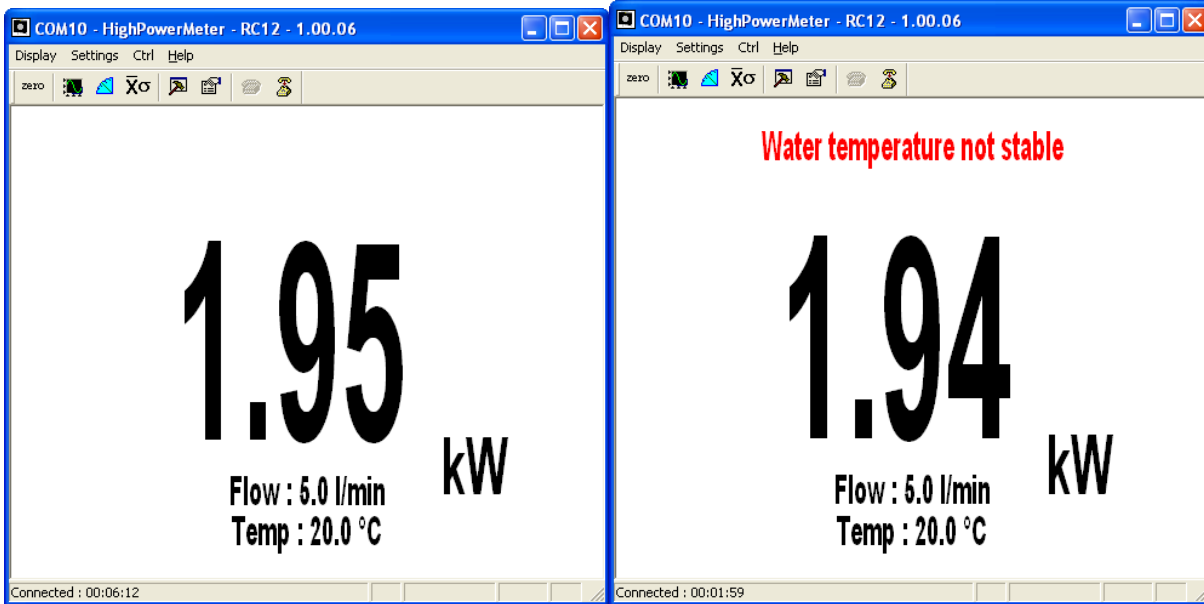 COM10 - HighPowerMeter - RC12 - 1.00.06
Display Settings Ctrl Help
zero X̄σ
1.95
kW
Flow : 5.0 l/min
Temp : 20.0 °C
Connected : 00:06:12
COM10 - HighPowerMeter - RC12 - 1.00.06
Display Settings Ctrl Help
zero X̄σ
Water temperature not stable
1.94
kW
Flow : 5.0 l/min
Temp : 20.0 °C
Connected : 00:01:59